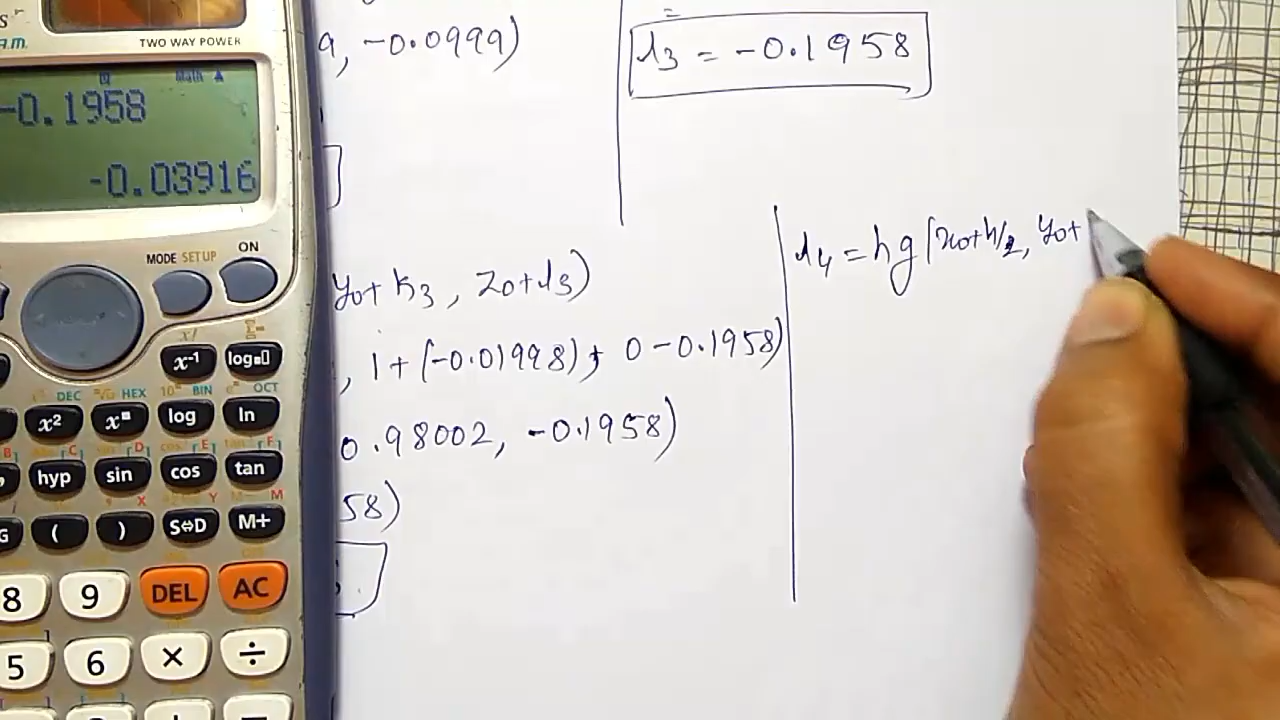 TWO WAY POWER
Math ▲
-0.1958
-0.03916
MODE SETUP
ON
x⁻¹
log
DEC
HEX
BIN
OCT
x²
log
ln
hyp
sin
cos
tan
(
)
S⇔D
M+
8
9
DEL
AC
5
6
×
÷
, -0.0999)
l3 = -0.1958
y0+ k3, z0+l3)
, 1+(-0.01998), 0-0.1958)
0.98002, -0.1958)
58)
l4 = hg(x0+h/2, y0+